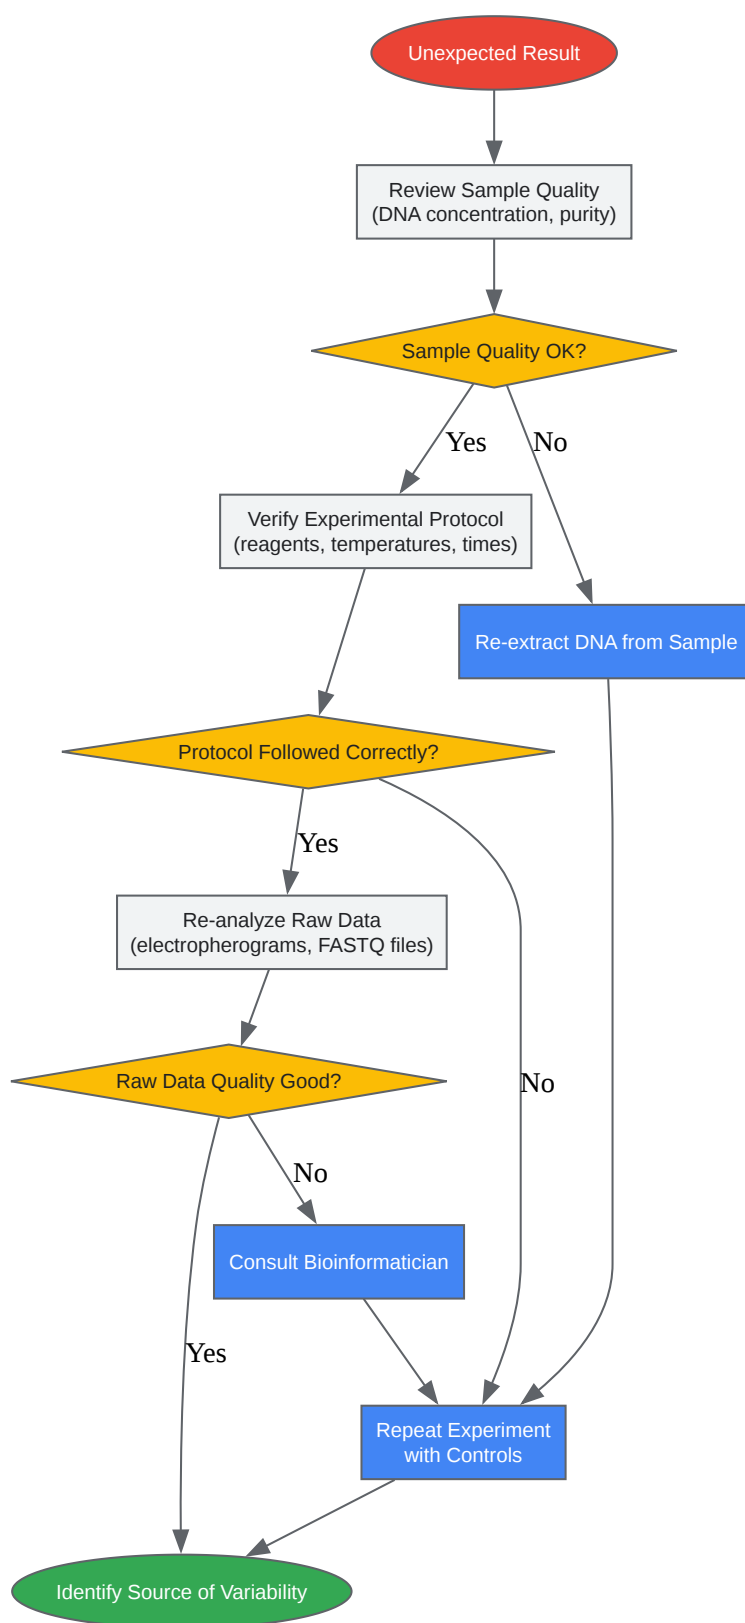 Unexpected Result
Review Sample Quality
(DNA concentration, purity)
Sample Quality OK?
Yes
No
Verify Experimental Protocol
(reagents, temperatures, times)
Re-extract DNA from Sample
Protocol Followed Correctly?
Yes
Re-analyze Raw Data
(electropherograms, FASTQ files)
Raw Data Quality Good?
No
No
Consult Bioinformatician
Yes
Repeat Experiment
with Controls
Identify Source of Variability